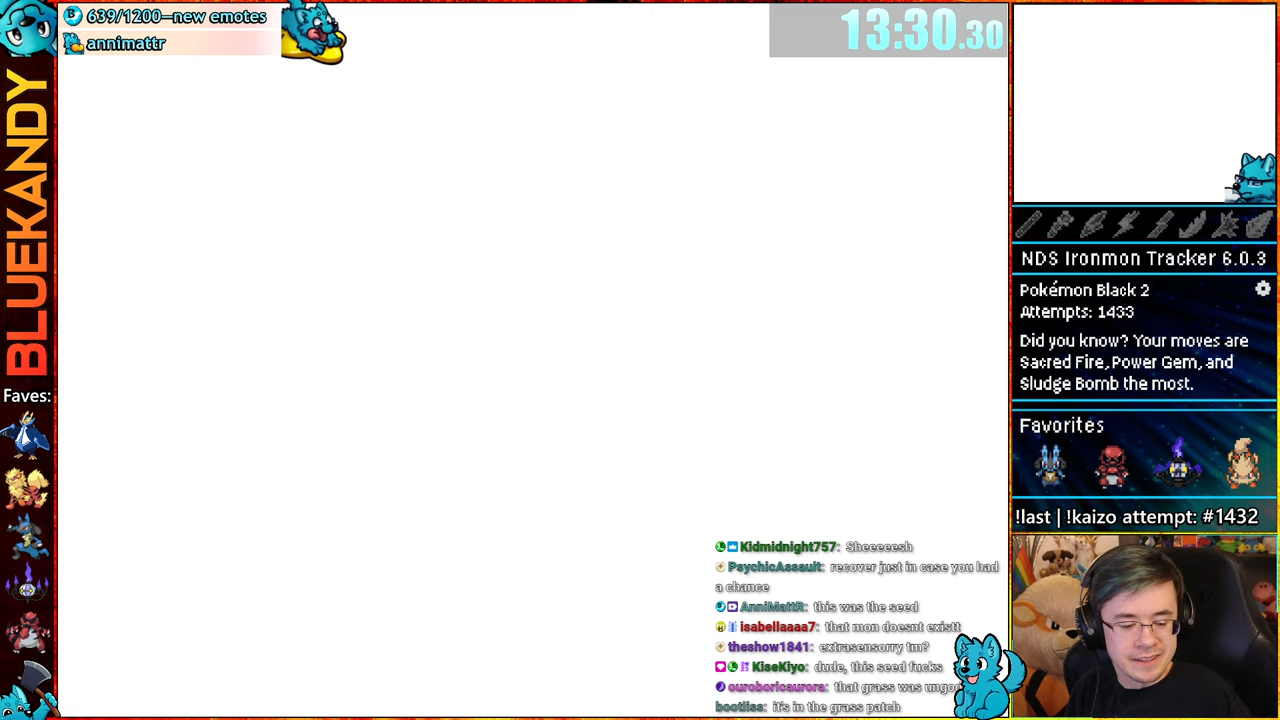 639/1200—new emotes
annimattr
13:30.30
BLUEKANDY
Faves:
NDS Ironmon Tracker 6.0.3
Pokémon Black 2
Attempts: 1433
Did you know? Your moves are
Sacred Fire, Power Gem, and
Sludge Bomb the most.
Favorites
!last | !kaizo attempt: #1432
Kidmidnight757: Sheeeeesh
PsychicAssault: recover just in case you had
a chance
AnniMattR: this was the seed
isabellaaaa7: that mon doesnt existt
theshow1841: extrasensorry tm?
KiseKiyo: dude, this seed fucks
ouroboricaurora: that grass was
bootliss: it's in the grass patch